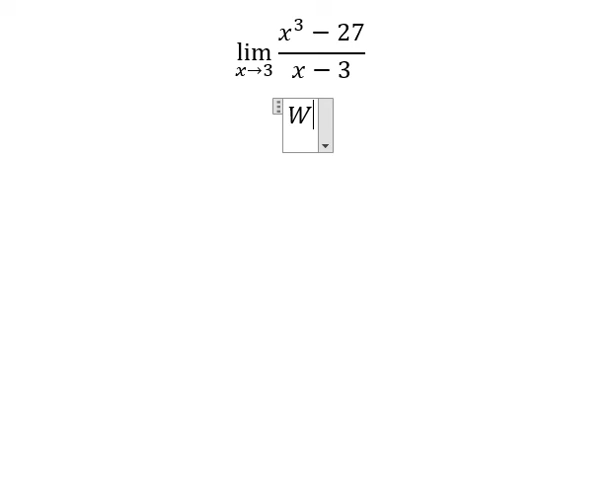 lim x→3 (x³ − 27)/(x − 3)
W